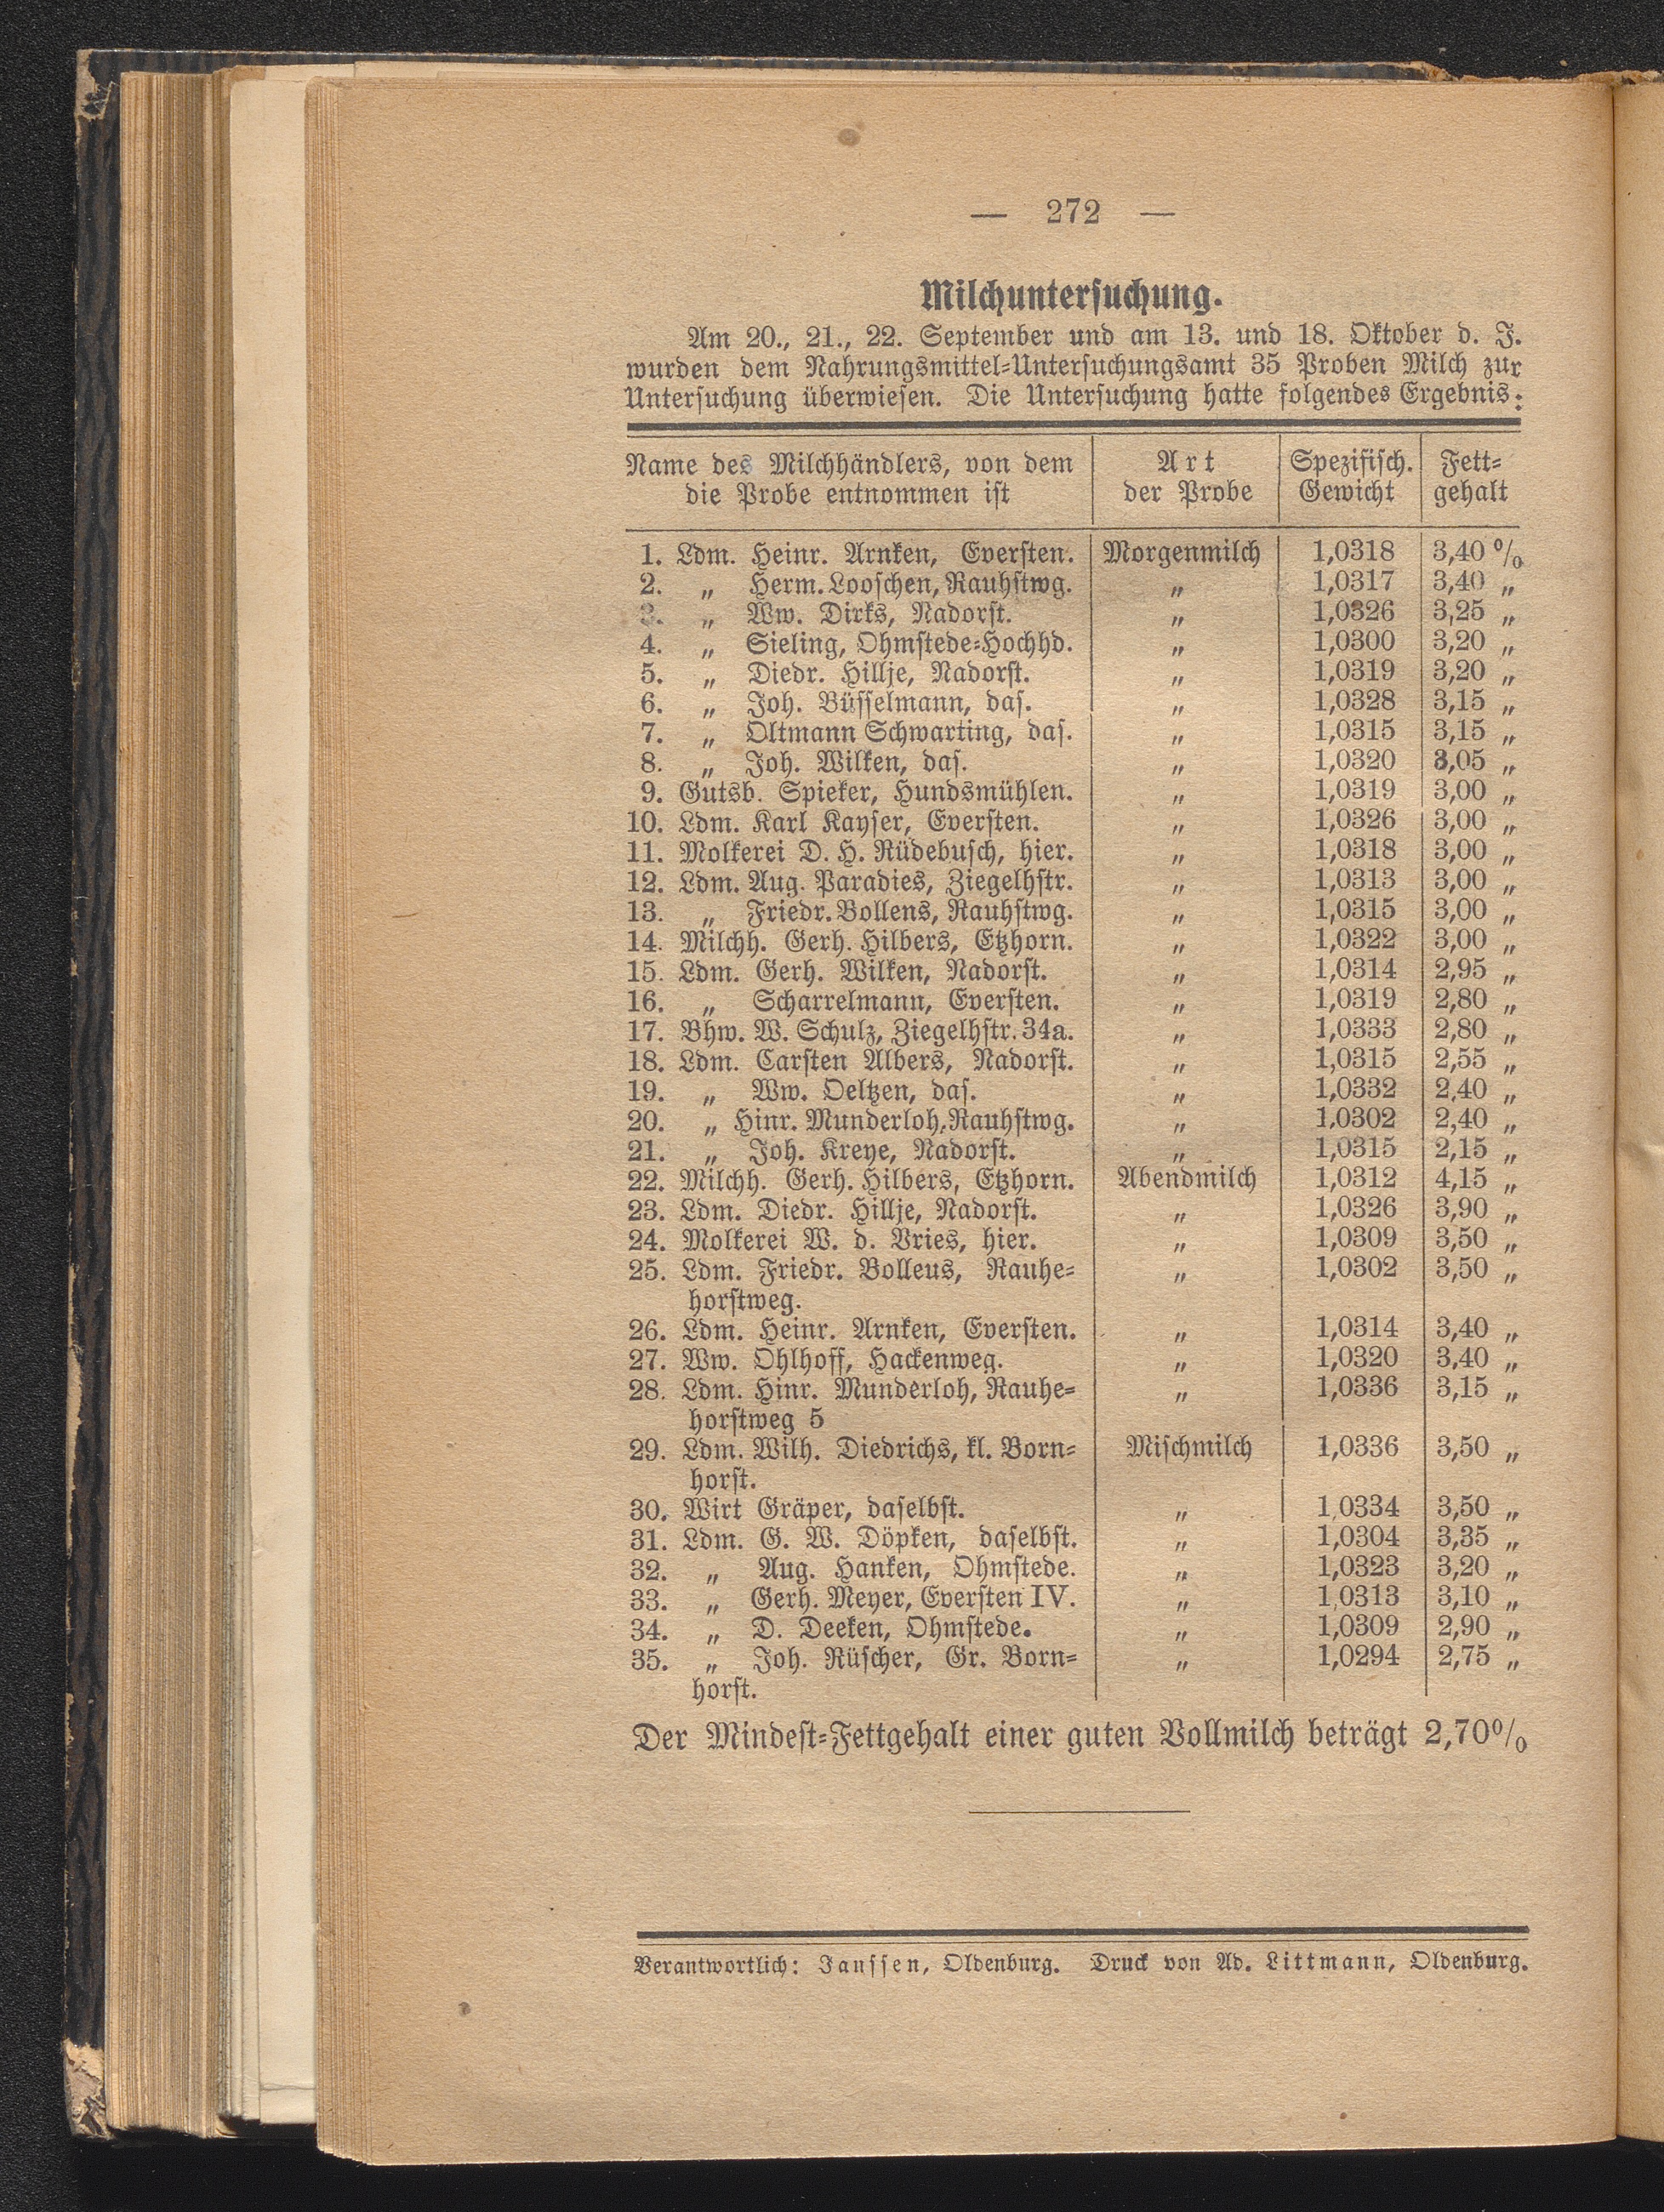 — 272 —
Milchuntersuchung.
Am 20., 21., 22. September und am 13. und 18. Oktober d. J.
wurden dem Nahrungsmittel=Untersuchungsamt 35 Proben Milch zur
Untersuchung überwiesen. Die Untersuchung hatte folgendes Ergebnis:
Name des Milchhändlers, von dem die Probe entnommen ist | Art der Probe | Spezifisch. Gewicht | Fett=gehalt
1. Ldm. Heinr. Arnken, Eversten. Morgenmilch 1,0318 3,40 %
2. „ Herm. Looschen, Rauhstwg. „ 1,0317 3,40 „
3. „ Ww. Dirks, Nadorst. „ 1,0326 3,25 „
4. „ Sieling, Ohmstede=Hochhd. „ 1,0300 3,20 „
5. „ Diedr. Hillje, Nadorst. „ 1,0319 3,20 „
6. „ Joh. Büsselmann, das. „ 1,0328 3,15 „
7. „ Oltmann Schwarting, das. „ 1,0315 3,15 „
8. „ Joh. Wilken, das. „ 1,0320 3,05 „
9. Gutsb. Spieker, Hundsmühlen. „ 1,0319 3,00 „
10. Ldm. Karl Kayser, Eversten. „ 1,0326 3,00 „
11. Molkerei D. H. Rüdebusch, hier. „ 1,0318 3,00 „
12. Ldm. Aug. Paradies, Ziegelhstr. „ 1,0313 3,00 „
13. „ Friedr. Bollens, Rauhstwg. „ 1,0315 3,00 „
14. Milchh. Gerh. Hilbers, Etzhorn. „ 1,0322 3,00 „
15. Ldm. Gerh. Wilken, Nadorst. „ 1,0314 2,95 „
16. „ Scharrelmann, Eversten. „ 1,0319 2,80 „
17. Bhw. W. Schulz, Ziegelhstr. 34a. „ 1,0333 2,80 „
18. Ldm. Carsten Albers, Nadorst. „ 1,0315 2,55 „
19. „ Ww. Oeltzen, das. „ 1,0332 2,40 „
20. „ Hinr. Munderloh, Rauhstwg. „ 1,0302 2,40 „
21. „ Joh. Kreye, Nadorst. „ 1,0315 2,15 „
22. Milchh. Gerh. Hilbers, Etzhorn. Abendmilch 1,0312 4,15 „
23. Ldm. Diedr. Hillje, Nadorst. „ 1,0326 3,90 „
24. Molkerei W. d. Vries, hier. „ 1,0309 3,50 „
25. Ldm. Friedr. Bolleus, Rauhe= „ 1,0302 3,50 „
horstweg.
26. Ldm. Heinr. Arnken, Eversten. „ 1,0314 3,40 „
27. Ww. Ohlhoff, Hackenweg. „ 1,0320 3,40 „
28. Ldm. Hinr. Munderloh, Rauhe= „ 1,0336 3,15 „
horstweg 5
29. Ldm. Wilh. Diedrichs, kl. Born= Mischmilch 1,0336 3,50 „
horst.
30. Wirt Gräper, daselbst. „ 1,0334 3,50 „
31. Ldm. G. W. Döpken, daselbst. „ 1,0304 3,35 „
32. „ Aug. Hanken, Ohmstede. „ 1,0323 3,20 „
33. „ Gerh. Meyer, Eversten IV. „ 1,0313 3,10 „
34. „ D. Deeken, Ohmstede. „ 1,0309 2,90 „
35. „ Joh. Rüscher, Gr. Born= „ 1,0294 2,75 „
horst.
Der Mindest=Fettgehalt einer guten Vollmilch beträgt 2,70%
Verantwortlich: Janssen, Oldenburg. Druck von Ad. Littmann, Oldenburg.